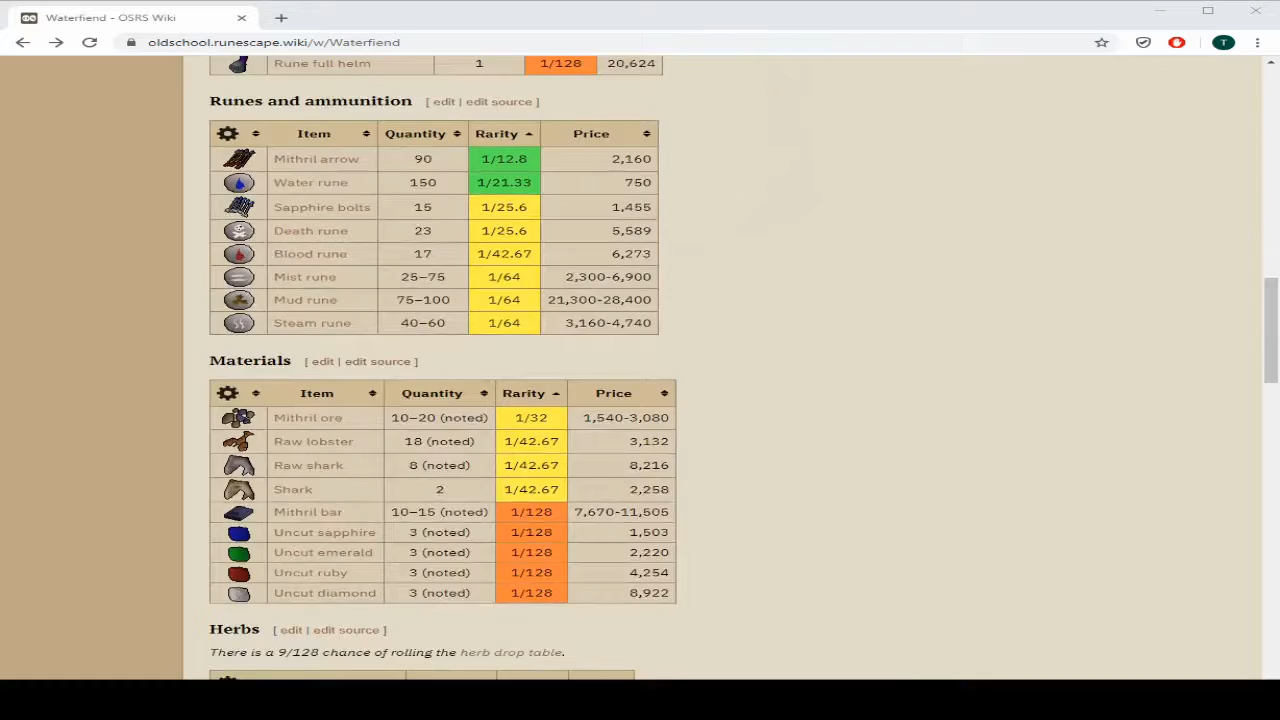 Waterfiend - OSRS Wiki
oldschool.runescape.wiki/w/Waterfiend
T
Rune full helm 1 1/128 20,624
Runes and ammunition [ edit | edit source ]
Item Quantity Rarity Price
Mithril arrow 90 1/12.8 2,160
Water rune 150 1/21.33 750
Sapphire bolts 15 1/25.6 1,455
Death rune 23 1/25.6 5,589
Blood rune 17 1/42.67 6,273
Mist rune 25–75 1/64 2,300-6,900
Mud rune 75–100 1/64 21,300-28,400
Steam rune 40–60 1/64 3,160-4,740
Materials [ edit | edit source ]
Item Quantity Rarity Price
Mithril ore 10–20 (noted) 1/32 1,540-3,080
Raw lobster 18 (noted) 1/42.67 3,132
Raw shark 8 (noted) 1/42.67 8,216
Shark 2 1/42.67 2,258
Mithril bar 10–15 (noted) 1/128 7,670-11,505
Uncut sapphire 3 (noted) 1/128 1,503
Uncut emerald 3 (noted) 1/128 2,220
Uncut ruby 3 (noted) 1/128 4,254
Uncut diamond 3 (noted) 1/128 8,922
Herbs [ edit | edit source ]
There is a 9/128 chance of rolling the herb drop table.